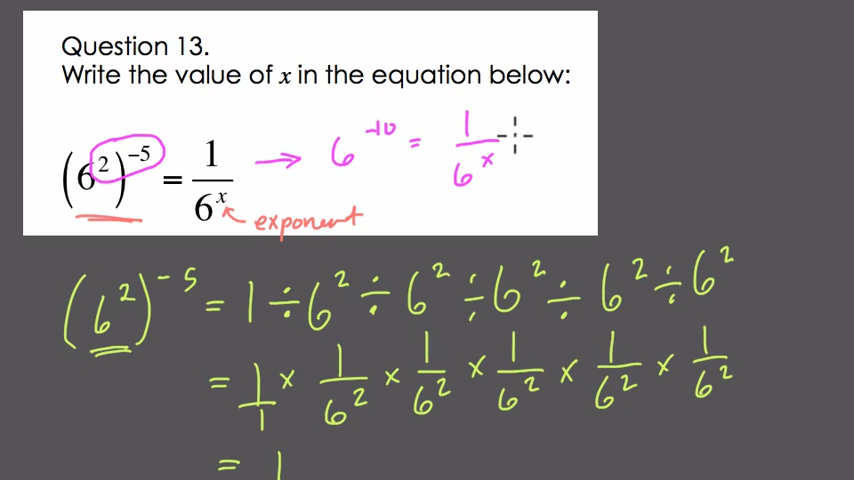 Question 13.
Write the value of x in the equation below:
(6²)⁻⁵ = 1/6ˣ → 6⁻¹⁰ = 1/6ˣ
exponent
(6²)⁻⁵ = 1 ÷ 6² ÷ 6² ÷ 6² ÷ 6² ÷ 6²
= 1/1 × 1/6² × 1/6² × 1/6² × 1/6² × 1/6²
= 1